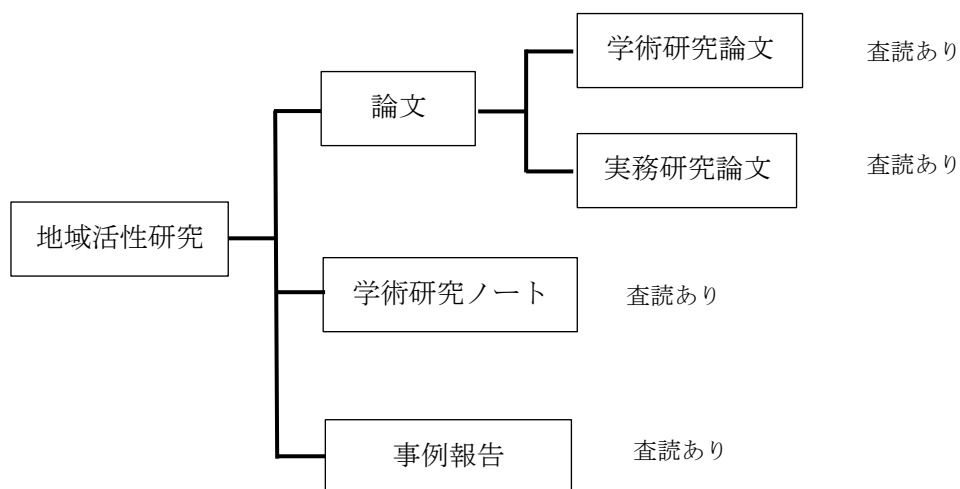 学術研究論文 査読あり
論文
実務研究論文 査読あり
地域活性研究
学術研究ノート 査読あり
事例報告 査読あり